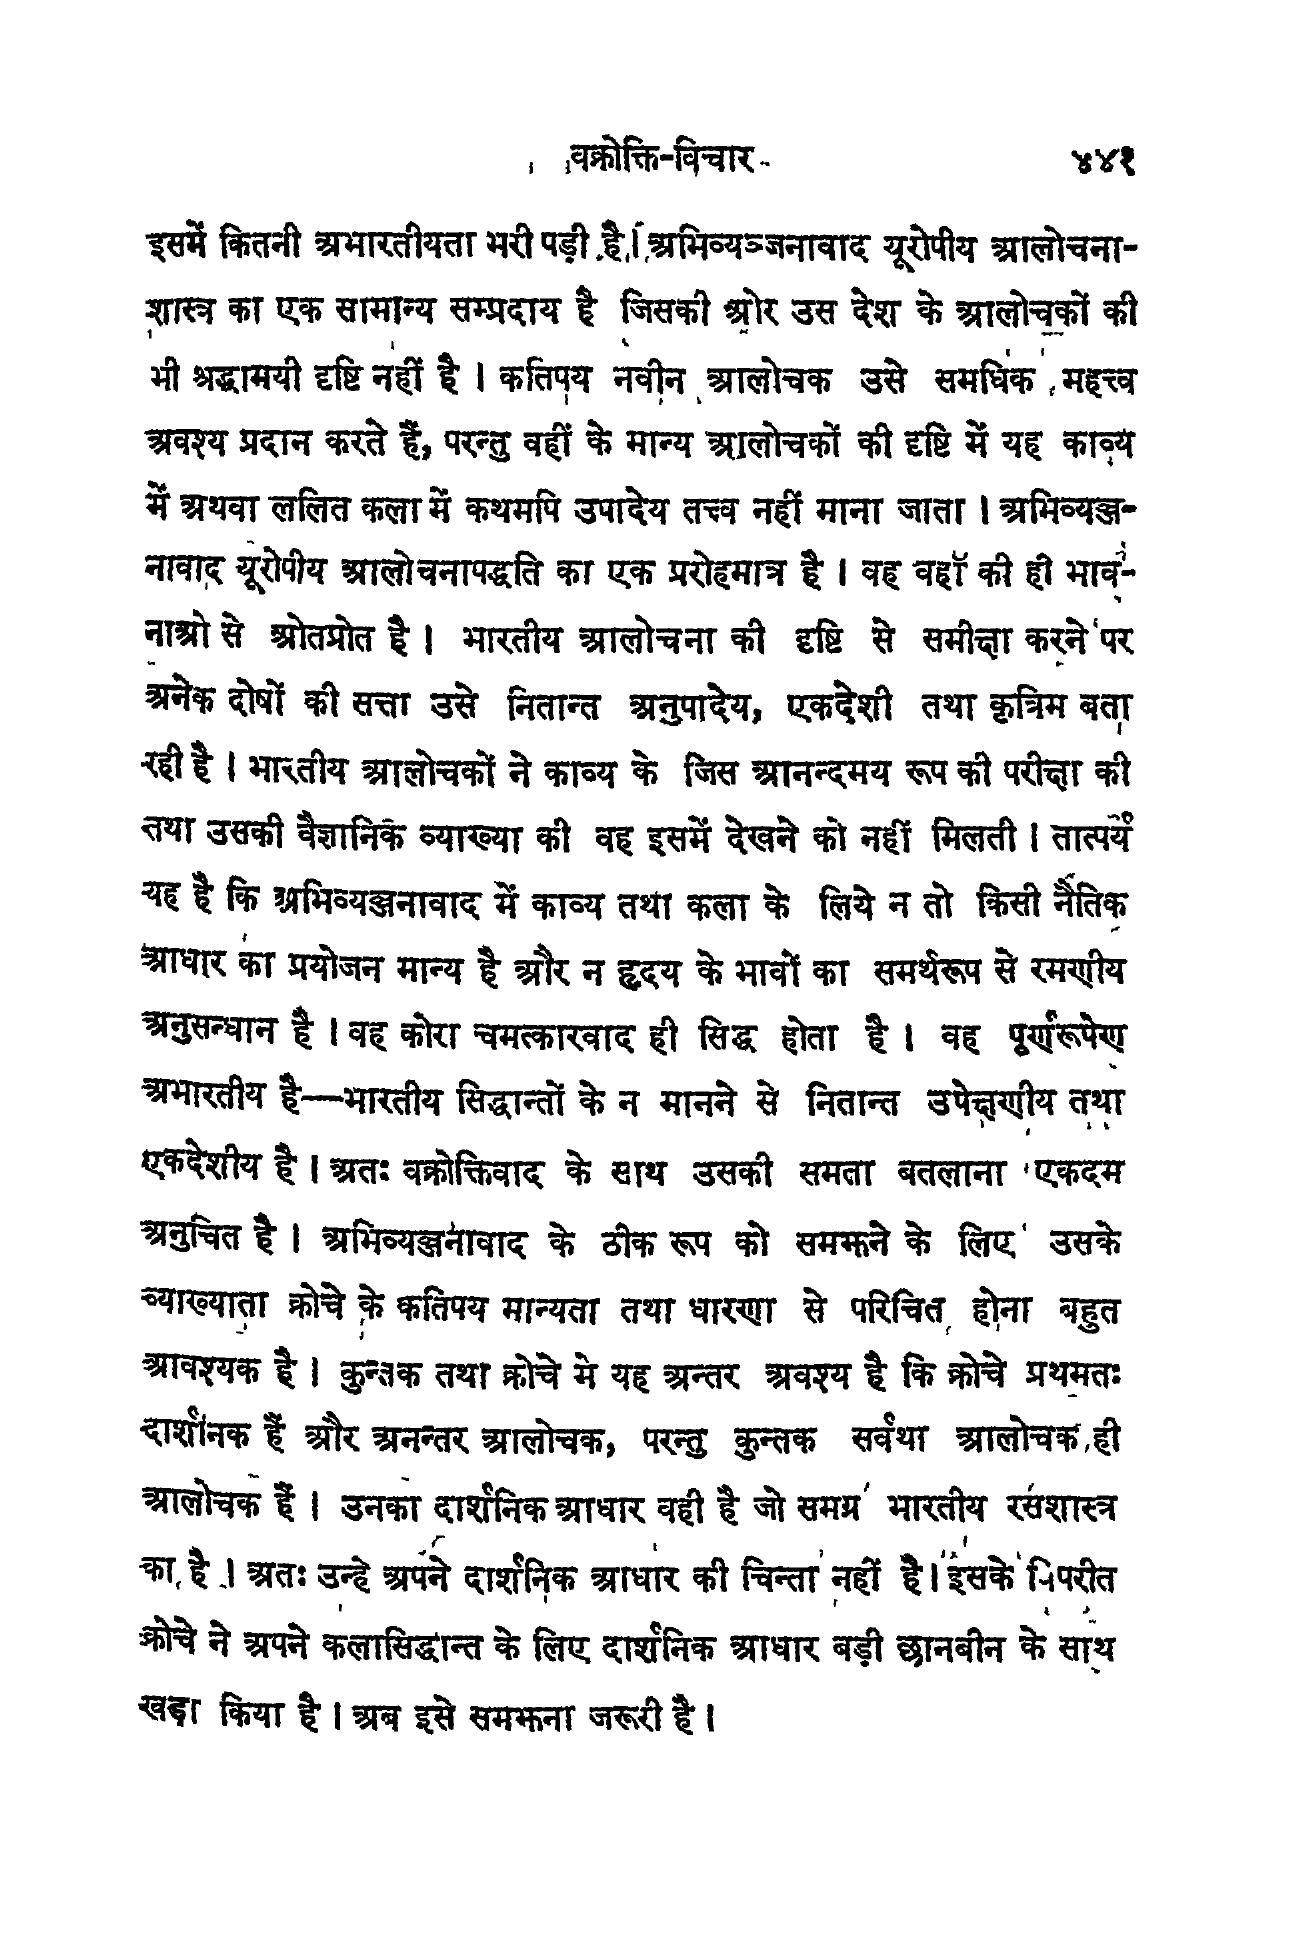 वक्रोक्ति-विचार ४४१
इसमें कितनी अभारतीयता भरी पड़ी है। अभिव्यञ्जनावाद यूरोपीय आलोचना-
शास्त्र का एक सामान्य सम्प्रदाय है जिसकी ओर उस देश के आलोचकों की
भी श्रद्धामयी दृष्टि नहीं है । कतिपय नवीन आलोचक उसे समधिक महत्त्व
अवश्य प्रदान करते हैं, परन्तु वहीं के मान्य आलोचकों की दृष्टि में यह काव्य
में अथवा ललित कला में कथमपि उपादेय तत्त्व नहीं माना जाता । अभिव्यञ्ज-
नावाद यूरोपीय आलोचनापद्धति का एक प्ररोहमात्र है । वह वहाँ की ही भाव-
नाओ से ओतप्रोत है । भारतीय आलोचना की दृष्टि से समीक्षा करने पर
अनेक दोषों की सत्ता उसे नितान्त अनुपादेय, एकदेशी तथा कृत्रिम बता
रही है । भारतीय आलोचकों ने काव्य के जिस आनन्दमय रूप की परीक्षा की
तथा उसकी वैज्ञानिक व्याख्या की वह इसमें देखने को नहीं मिलती । तात्पर्य
यह है कि अभिव्यञ्जनावाद में काव्य तथा कला के लिये न तो किसी नैतिक
आधार का प्रयोजन मान्य है और न हृदय के भावों का समर्थरूप से रमणीय
अनुसन्धान है । वह कोरा चमत्कारवाद ही सिद्ध होता है । वह पूर्णरूपेण
अभारतीय है—भारतीय सिद्धान्तों के न मानने से नितान्त उपेक्षणीय तथा
एकदेशीय है । अतः वक्रोक्तिवाद के साथ उसकी समता बतलाना एकदम
अनुचित है । अभिव्यञ्जनावाद के ठीक रूप को समझने के लिए उसके
व्याख्याता क्रोचे के कतिपय मान्यता तथा धारणा से परिचित होना बहुत
आवश्यक है । कुन्तक तथा क्रोचे मे यह अन्तर अवश्य है कि क्रोचे प्रथमतः
दार्शनिक हैं और अनन्तर आलोचक, परन्तु कुन्तक सर्वथा आलोचक ही
आलोचक हैं । उनका दार्शनिक आधार वही है जो समग्र भारतीय रसशास्त्र
का है । अतः उन्हे अपने दार्शनिक आधार की चिन्ता नहीं है । इसके विपरीत
क्रोचे ने अपने कलासिद्धान्त के लिए दार्शनिक आधार बड़ी छानबीन के साथ
खड़ा किया है । अब इसे समझना जरूरी है ।